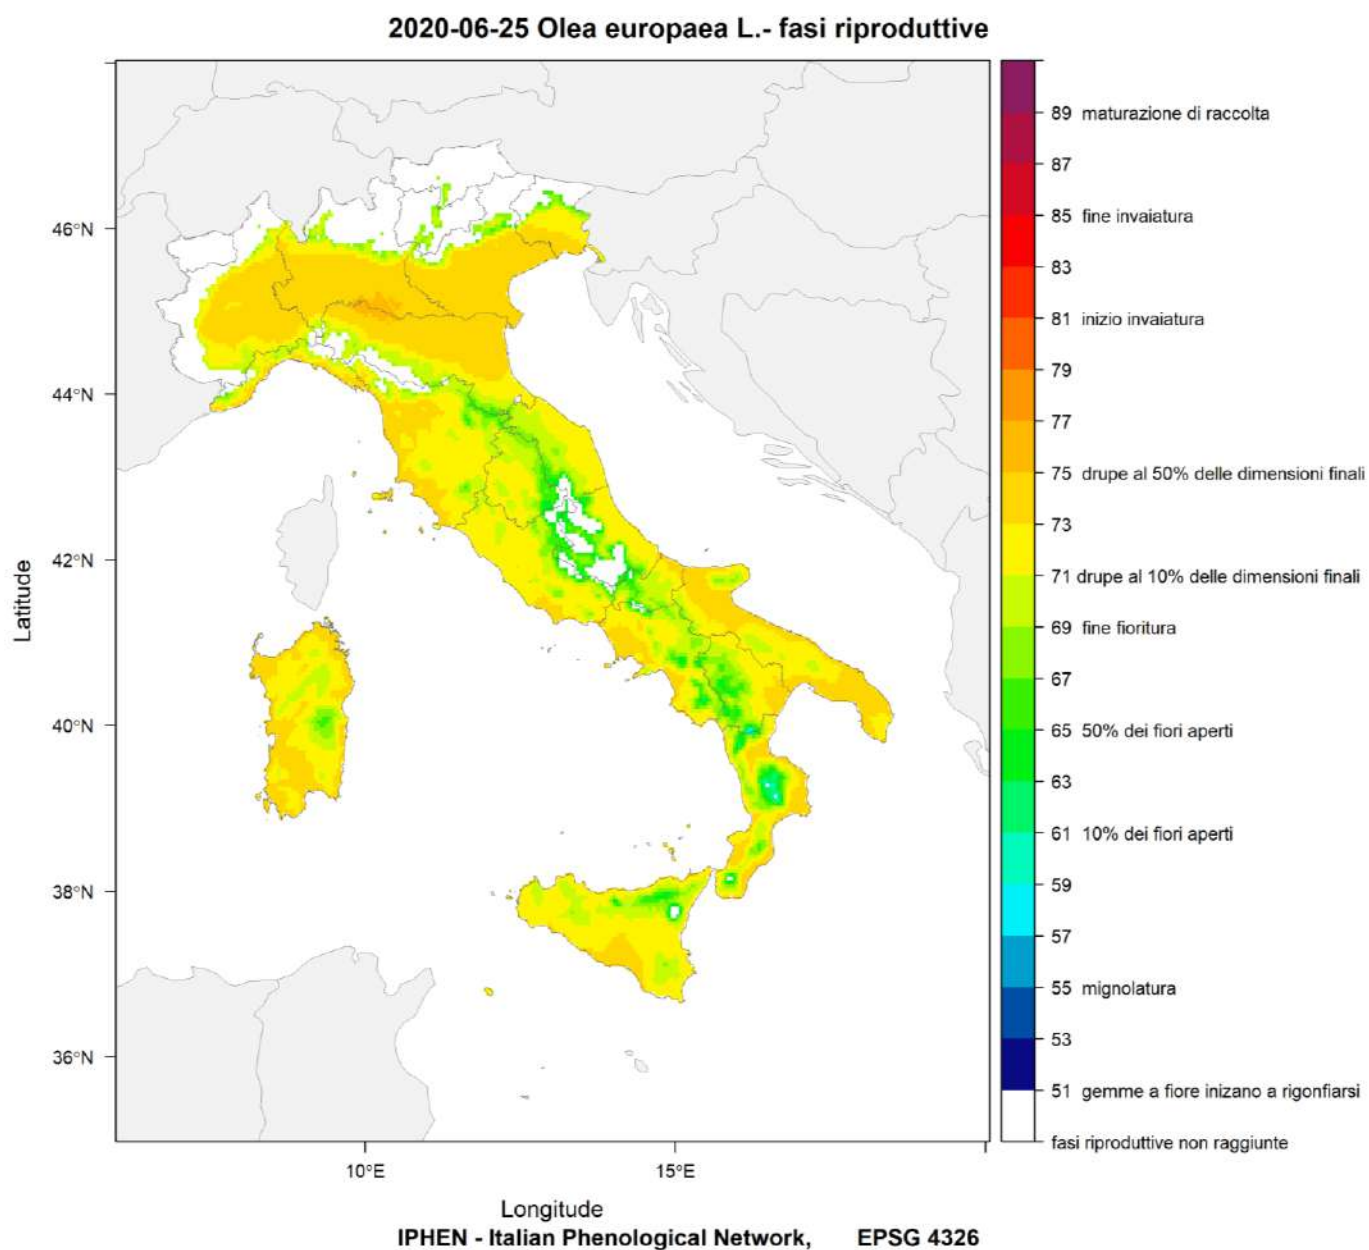 2020-06-25 Olea europaea L.- fasi riproduttive
Latitude
46°N
44°N
42°N
40°N
38°N
36°N
10°E
15°E
Longitude
89 maturazione di raccolta
87
85 fine invaiatura
83
81 inizio invaiatura
79
77
75 drupe al 50% delle dimensioni finali
73
71 drupe al 10% delle dimensioni finali
69 fine fioritura
67
65 50% dei fiori aperti
63
61 10% dei fiori aperti
59
57
55 mignolatura
53
51 gemme a fiore inizano a rigonfiarsi
fasi riproduttive non raggiunte
IPHEN - Italian Phenological Network, EPSG 4326